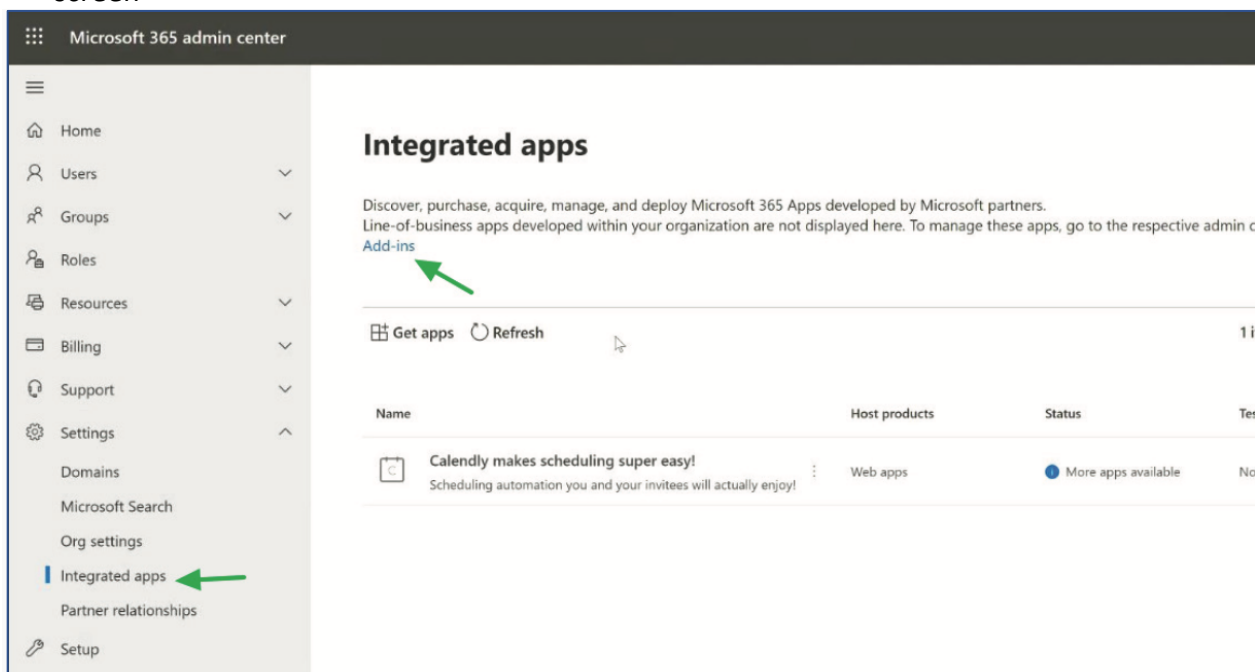 Microsoft 365 admin center
Home
Users
Groups
Roles
Resources
Billing
Support
Settings
Domains
Microsoft Search
Org settings
Integrated apps
Partner relationships
Setup
Integrated apps
Discover, purchase, acquire, manage, and deploy Microsoft 365 Apps developed by Microsoft partners.
Line-of-business apps developed within your organization are not displayed here. To manage these apps, go to the respective admin
Add-ins
Get apps Refresh 1
Name Host products Status
Calendly makes scheduling super easy! Web apps More apps available
Scheduling automation you and your invitees will actually enjoy!